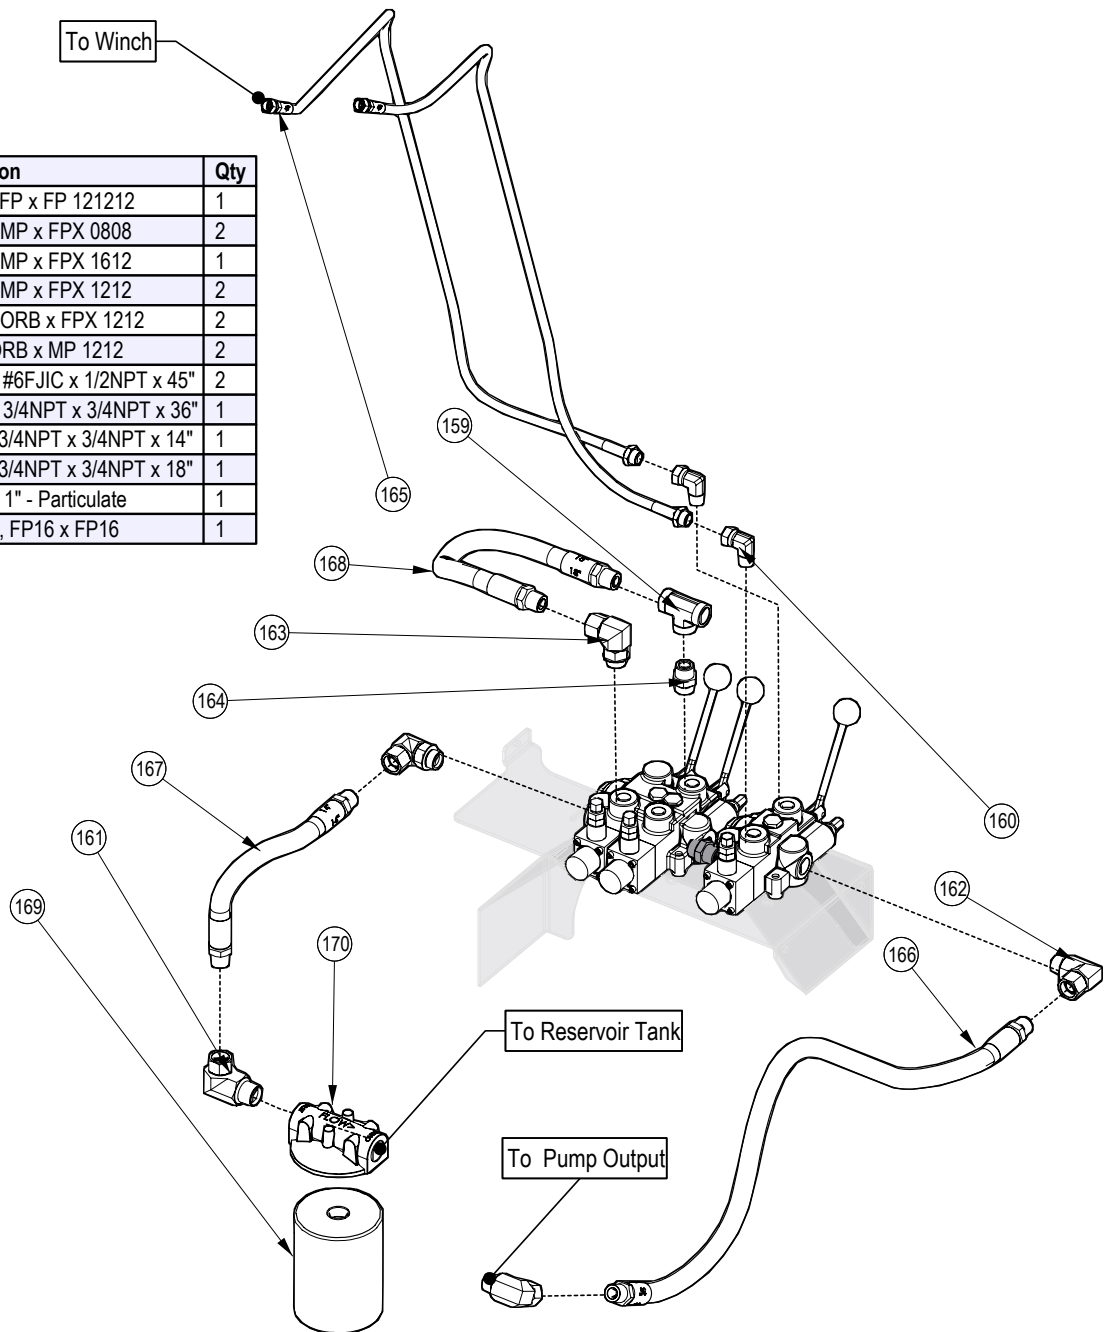 To Winch
on Qty
FP x FP 121212 1
MP x FPX 0808 2
MP x FPX 1612 1
MP x FPX 1212 2
ORB x FPX 1212 2
ORB x MP 1212 2
#6FJIC x 1/2NPT x 45" 2
3/4NPT x 3/4NPT x 36" 1
3/4NPT x 3/4NPT x 14" 1
3/4NPT x 3/4NPT x 18" 1
1" - Particulate 1
, FP16 x FP16 1
159
165
168
163
164
167
161
160
169
170
162
166
To Reservoir Tank
FLOW
To Pump Output